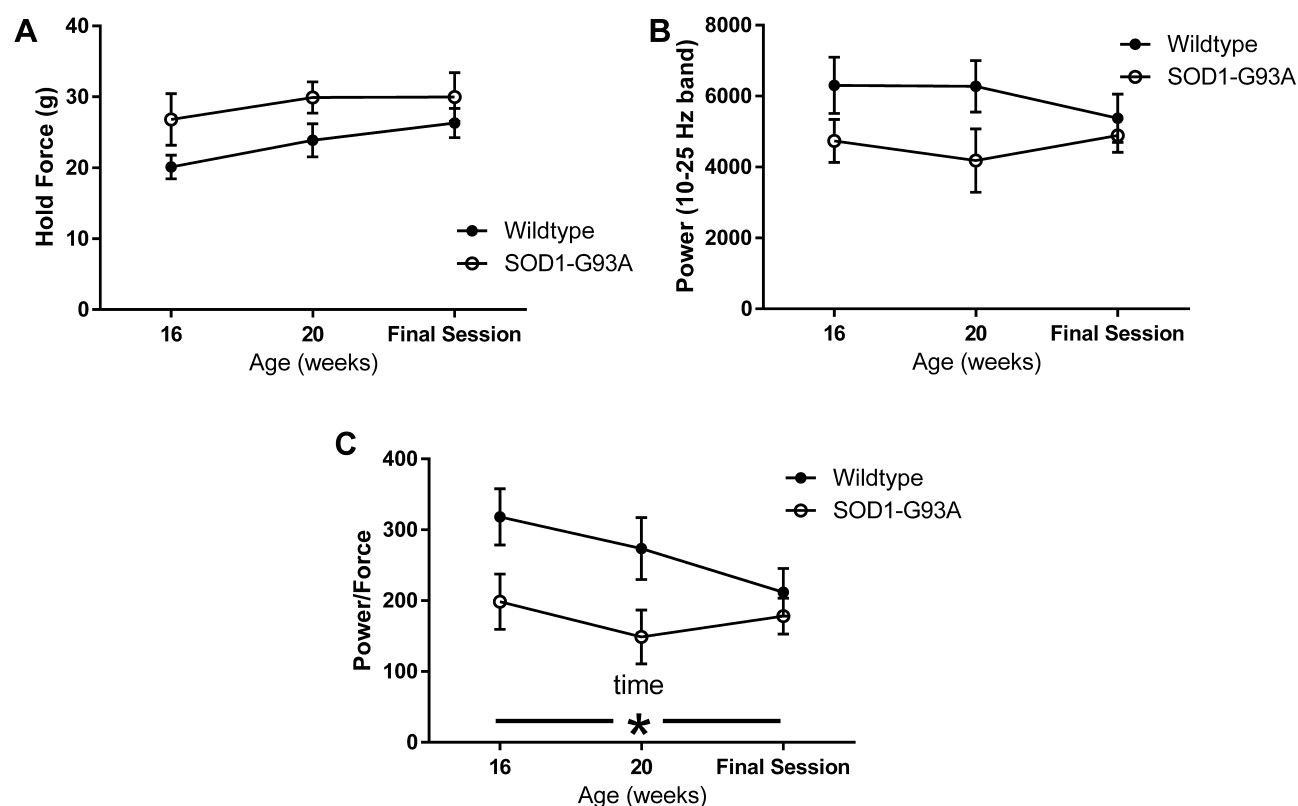 A
Hold Force (g)
40
30
20
10
0
16 20 Final Session
Age (weeks)
Wildtype
SOD1-G93A
B
Power (10-25 Hz band)
8000
6000
4000
2000
0
16 20 Final Session
Age (weeks)
Wildtype
SOD1-G93A
C
Power/Force
400
300
200
100
0
time
*
16 20 Final Session
Age (weeks)
Wildtype
SOD1-G93A